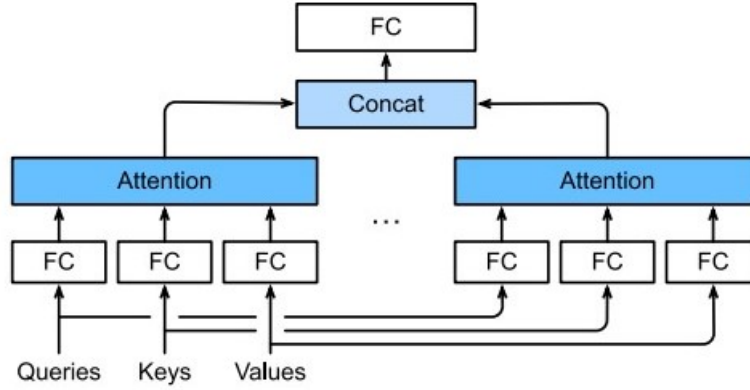 FC
Concat
Attention ... Attention
FC FC FC FC FC FC
Queries Keys Values